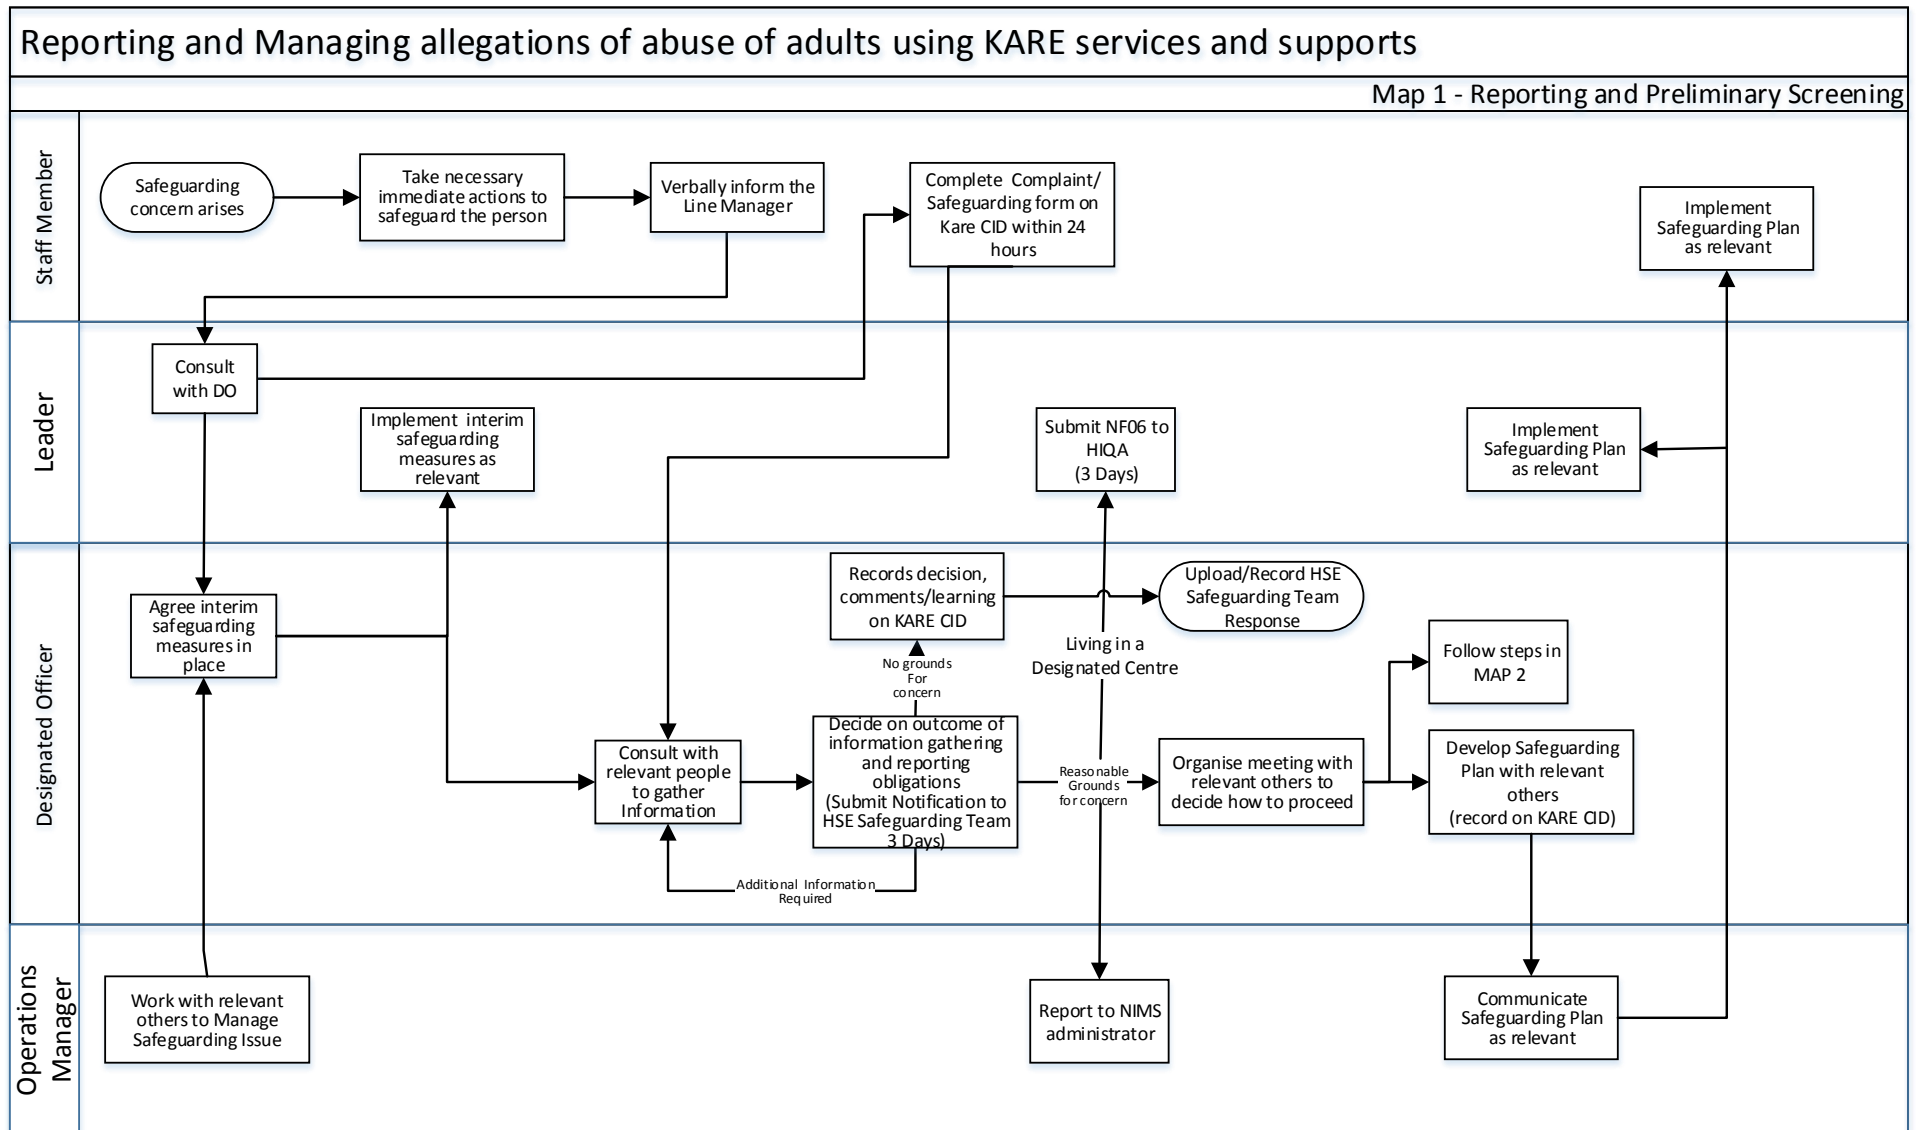 Reporting and Managing allegations of abuse of adults using KARE services and supports
Map 1 - Reporting and Preliminary Screening
Staff Member
Safeguarding
concern arises
Take necessary
immediate actions to
safeguard the person
Verbally inform the
Line Manager
Complete Complaint/
Safeguarding form on
Kare CID within 24
hours
Implement
Safeguarding Plan
as relevant
Leader
Consult
with DO
Implement interim
safeguarding
measures as
relevant
Submit NF06 to
HIQA
(3 Days)
Implement
Safeguarding Plan
as relevant
Designated Officer
Agree interim
safeguarding
measures in
place
Records decision,
comments/learning
on KARE CID
Upload/Record HSE
Safeguarding Team
Response
Living in a
Designated Centre
No grounds
For
concern
Follow steps in
MAP 2
Consult with
relevant people
to gather
Information
Decide on outcome of
information gathering
and reporting
obligations
(Submit Notification to
HSE Safeguarding Team
3 Days)
Reasonable
Grounds
for concern
Organise meeting with
relevant others to
decide how to proceed
Develop Safeguarding
Plan with relevant
others
(record on KARE CID)
Additional Information
Required
Operations
Manager
Work with relevant
others to Manage
Safeguarding Issue
Report to NIMS
administrator
Communicate
Safeguarding Plan
as relevant